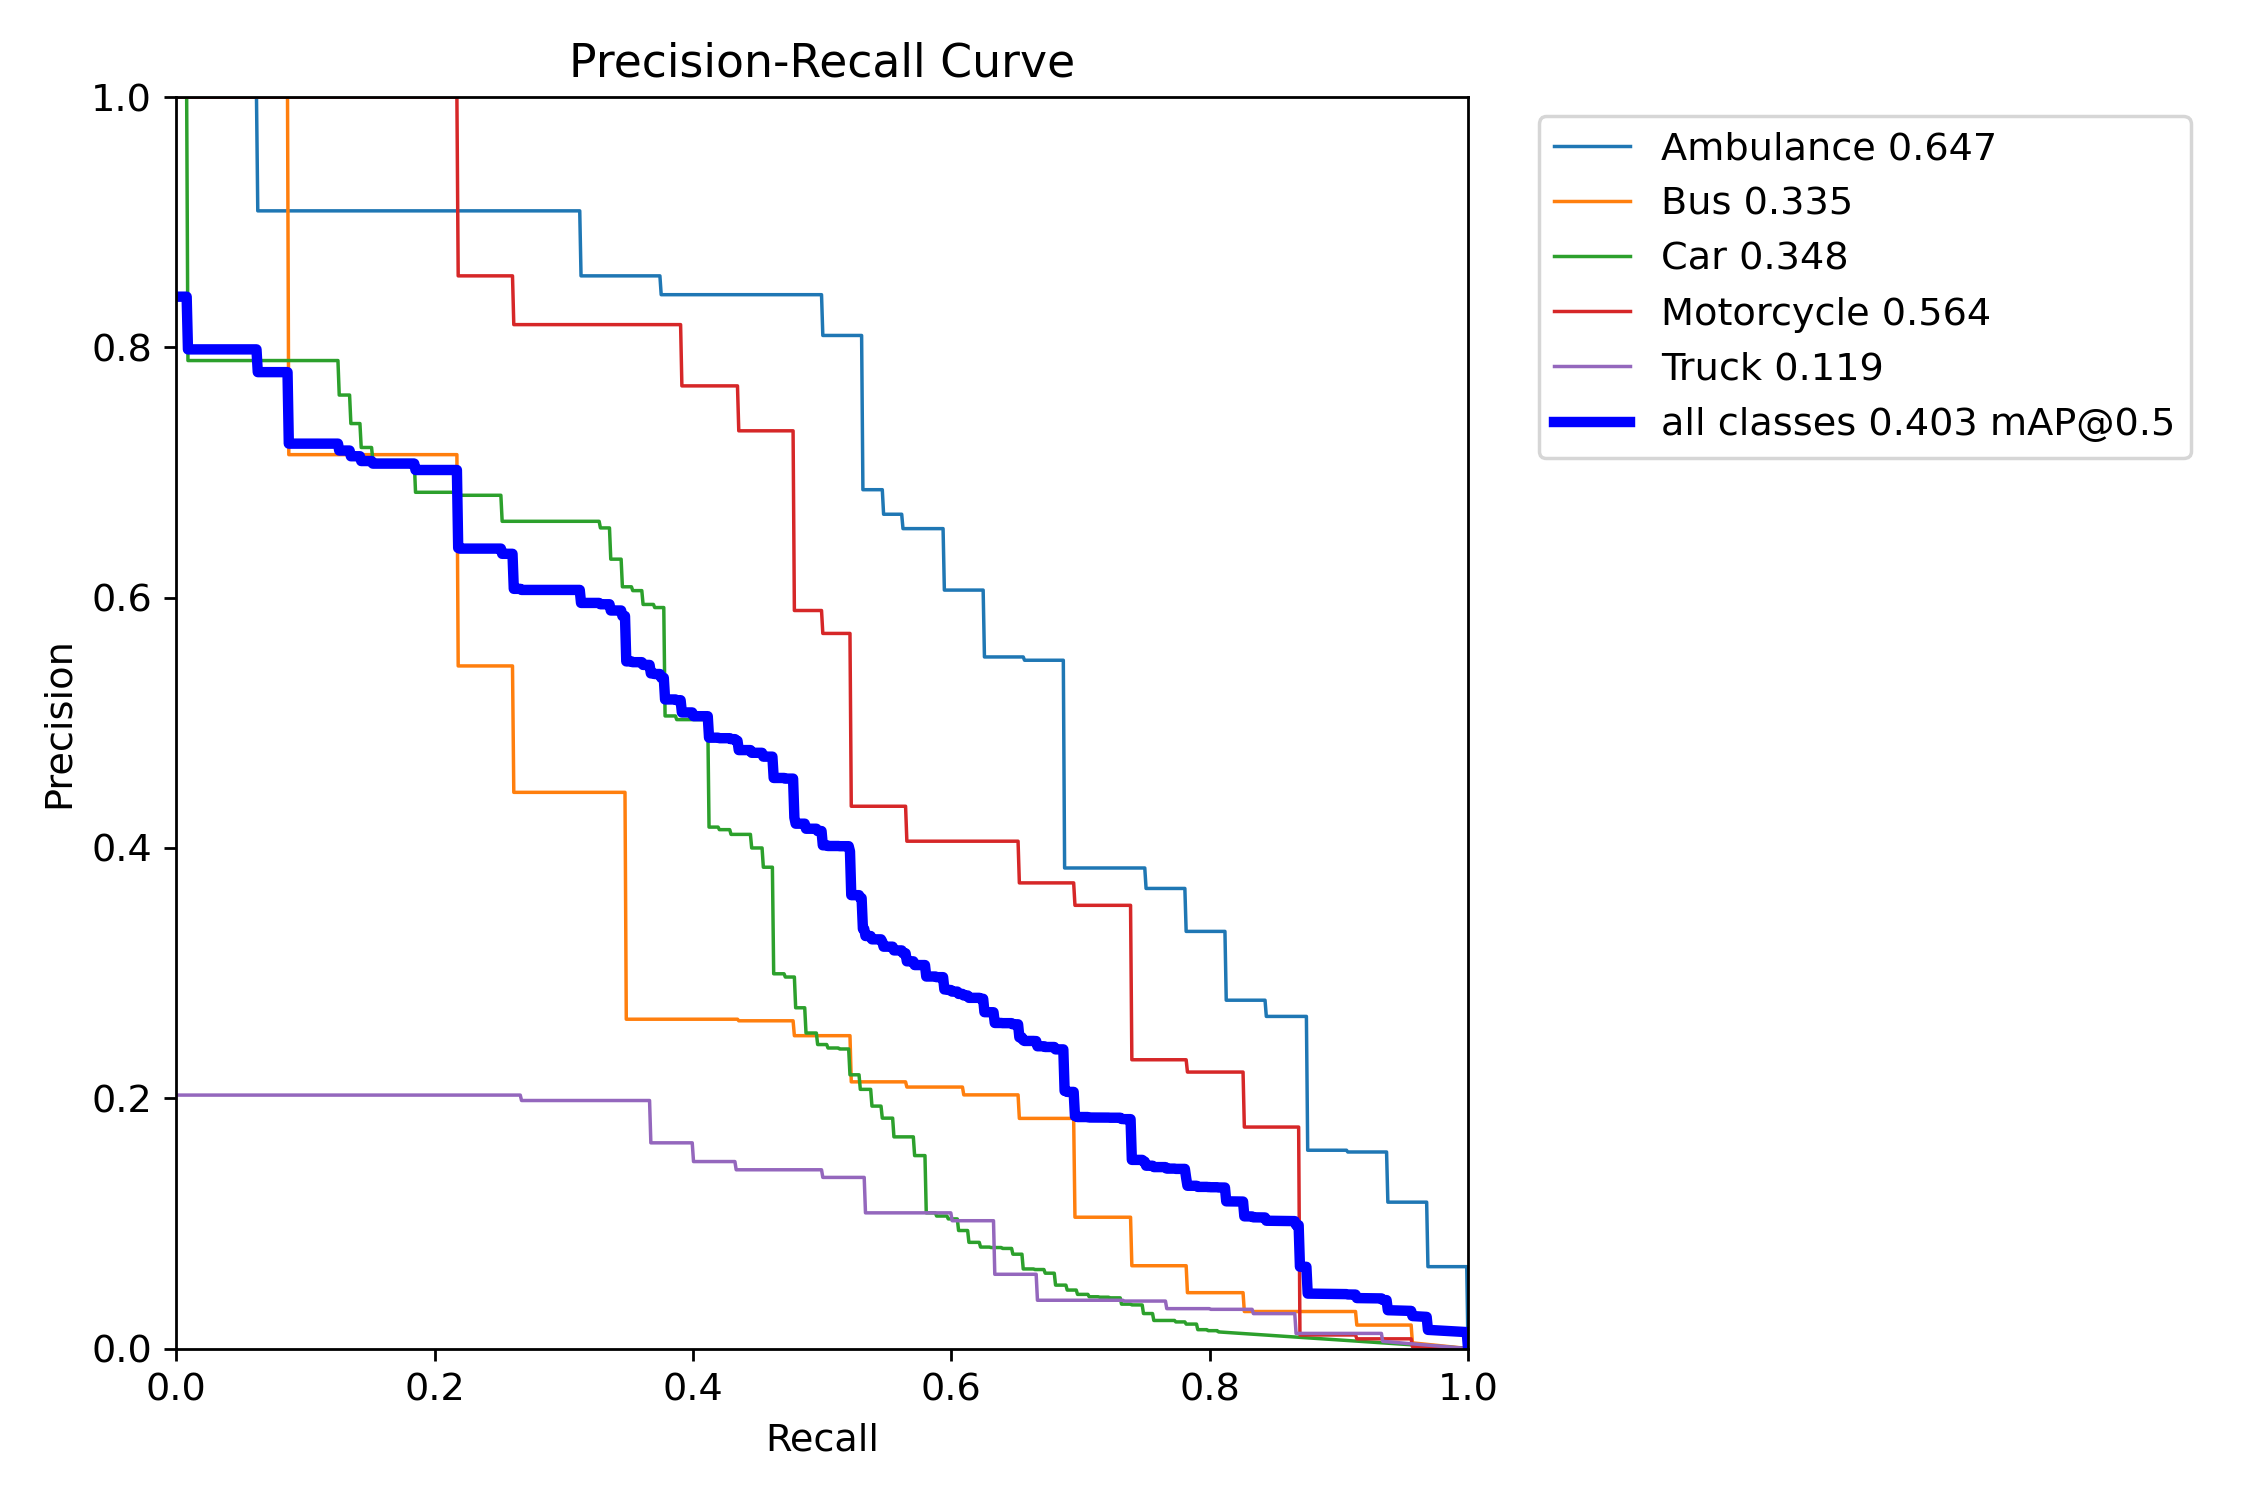 Precision-Recall Curve
1.0
0.8
0.6
0.4
0.2
0.0
Precision
0.0 0.2 0.4 0.6 0.8 1.0
Recall
Ambulance 0.647
Bus 0.335
Car 0.348
Motorcycle 0.564
Truck 0.119
all classes 0.403 mAP@0.5